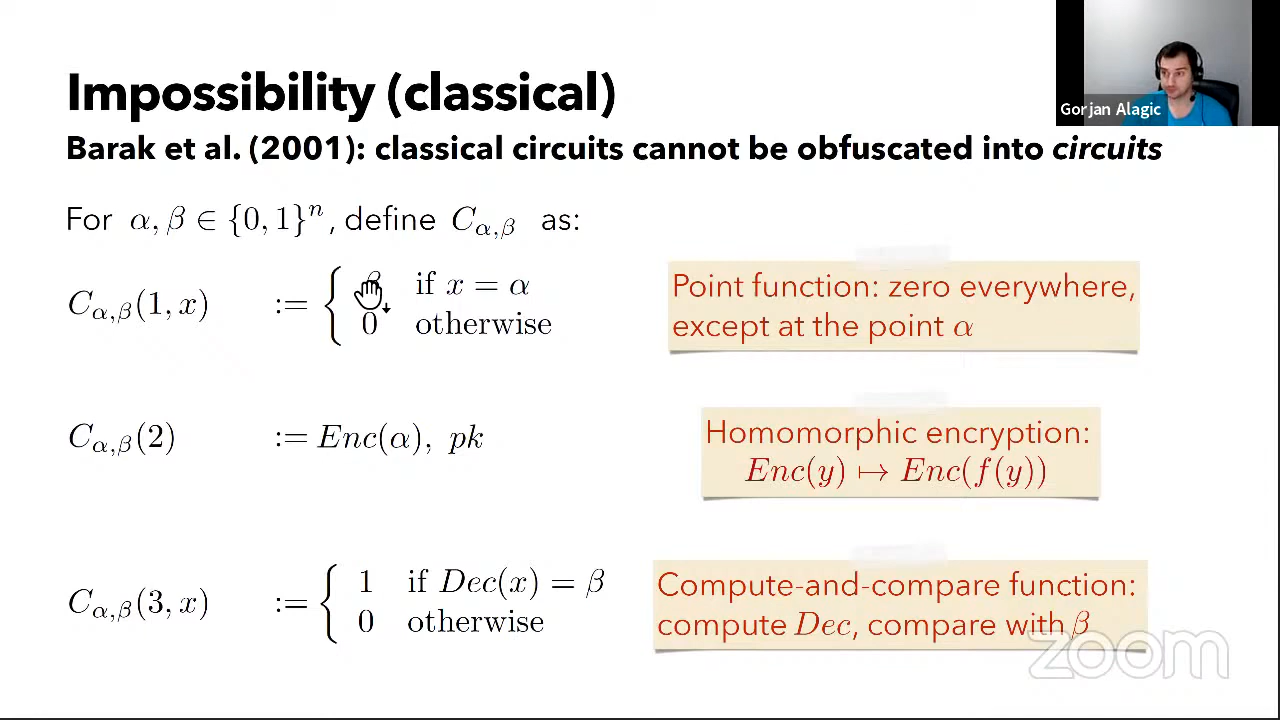 Impossibility (classical)
Gorjan Alagic
Barak et al. (2001): classical circuits cannot be obfuscated into circuits
For α, β ∈ {0, 1}ⁿ, define C_{α,β} as:
C_{α,β}(1, x) := { β if x = α
0 otherwise
Point function: zero everywhere,
except at the point α
C_{α,β}(2) := Enc(α), pk
Homomorphic encryption:
Enc(y) ↦ Enc(f(y))
C_{α,β}(3, x) := { 1 if Dec(x) = β
0 otherwise
Compute-and-compare function:
compute Dec, compare with β
zoom